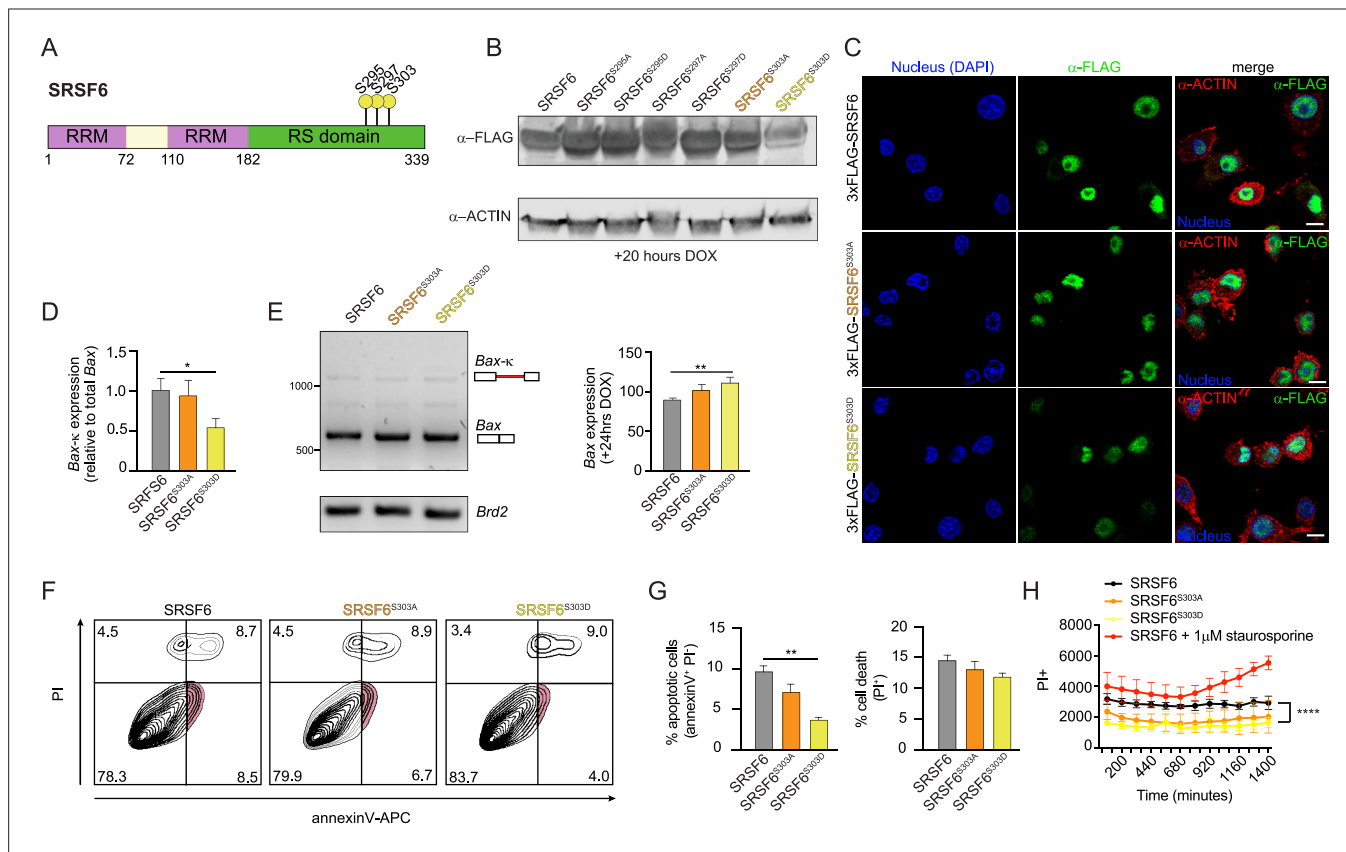 A
SRSF6
S295
S297
S303
RRM
RRM
RS domain
1
72
110
182
339
B
SRSF6
SRSF6S295A
SRSF6S295D
SRSF6S297A
SRSF6S297D
SRSF6S303A
SRSF6S303D
α–FLAG
α–ACTIN
+20 hours DOX
C
Nucleus (DAPI)
α-FLAG
merge
3xFLAG-SRSF6
α-ACTIN
α-FLAG
Nucleus
3xFLAG-SRSF6S303A
α-ACTIN
α-FLAG
Nucleus
3xFLAG-SRSF6S303D
α-ACTIN
α-FLAG
Nucleus
D
Bax-κ expression
(relative to total Bax)
1.5
1.0
0.5
0
*
SRFS6
SRSF6S303A
SRSF6S303D
E
SRSF6
SRSF6S303A
SRSF6S303D
1000
500
Bax-κ
Bax
Brd2
Bax expression
(+24hrs DOX)
150
100
50
0
**
SRSF6
SRSF6S303A
SRSF6S303D
F
PI
SRSF6
4.5
8.7
78.3
8.5
SRSF6S303A
4.5
8.9
79.9
6.7
SRSF6S303D
3.4
9.0
83.7
4.0
annexinV-APC
G
% apoptotic cells
(annexinV+ PI-)
15
10
5
0
**
SRSF6
SRSF6S303A
SRSF6S303D
% cell death
(PI+)
20
15
10
5
0
SRSF6
SRSF6S303A
SRSF6S303D
H
SRSF6
SRSF6S303A
SRSF6S303D
SRSF6 + 1μM staurosporine
PI+
8000
6000
4000
2000
0
****
200
440
680
920
1160
1400
Time (minutes)